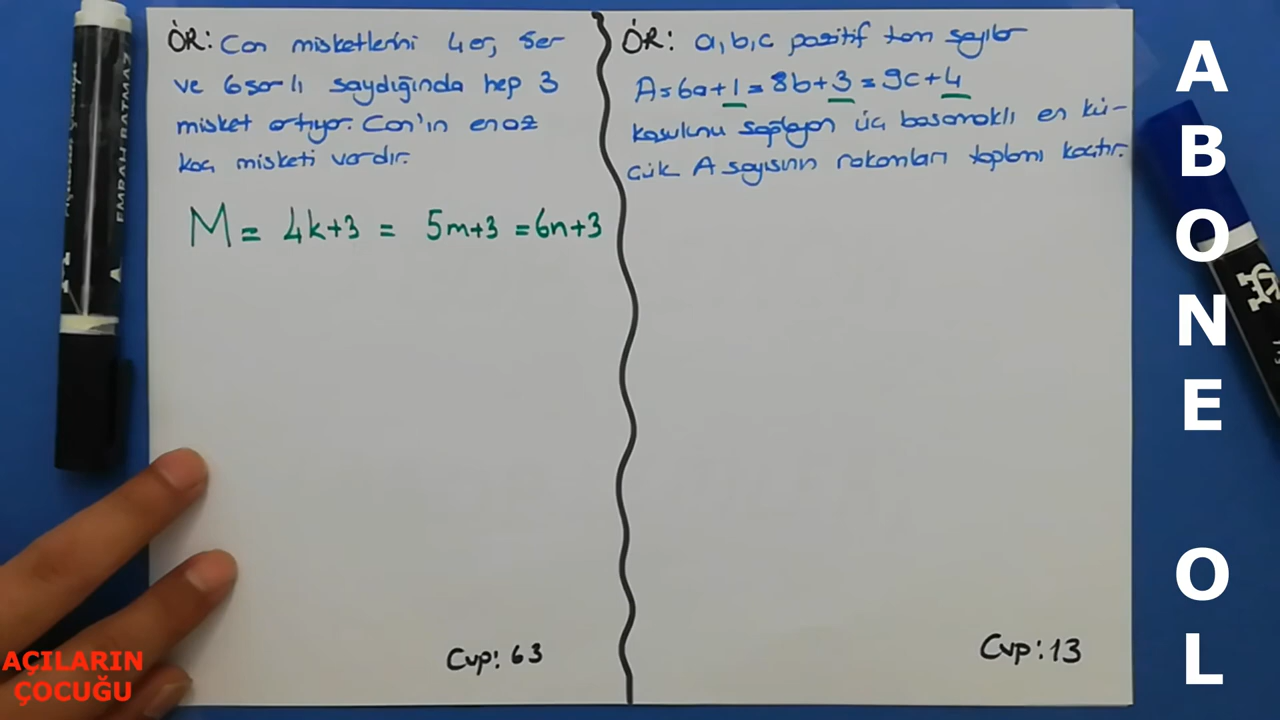 ÖR: Can misketlerini 4er, 5er
ve 6şarlı saydığında hep 3
misket artıyor. Can'ın en az
kaç misketi vardır.
M = 4k+3 = 5m+3 = 6n+3
Cvp: 63
ÖR: a,b,c pozitif tam sayılar
A=6a+1=8b+3=9c+4
koşulunu sağlayan üç basamaklı en kü-
çük A sayısının rakamları toplamı kaçtır.
Cvp: 13
ABONE OL
EMRAH BATMAZ
AÇILARIN
ÇOCUĞU